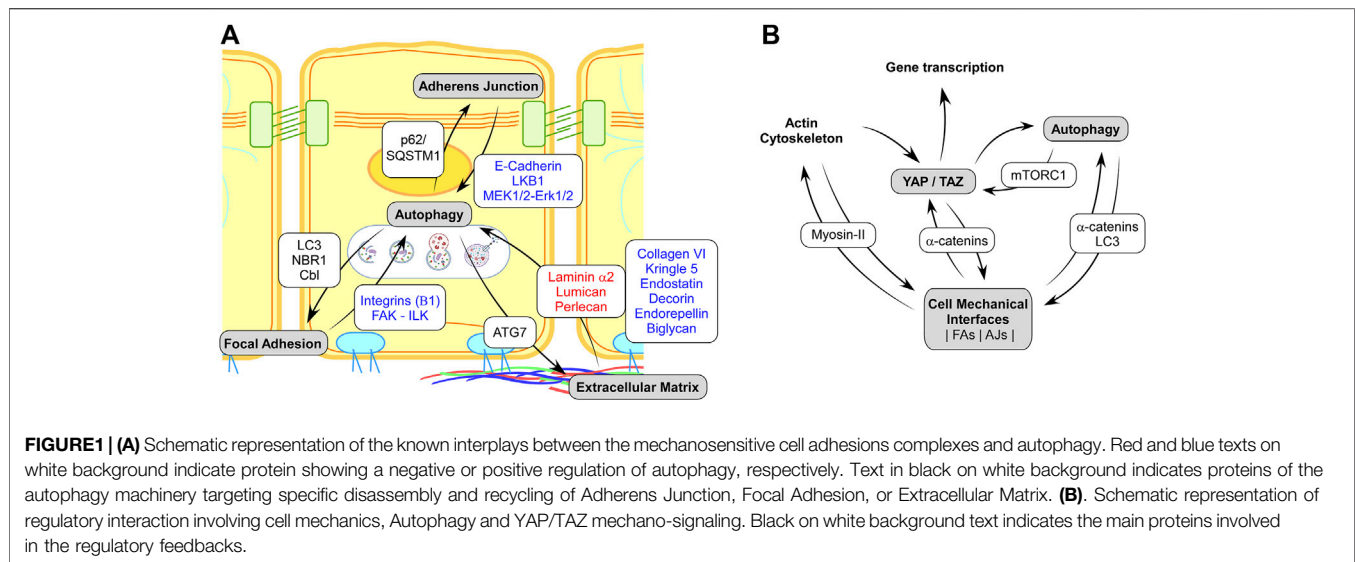 A
Adherens Junction
p62/
SQSTM1
E-Cadherin
LKB1
MEK1/2-Erk1/2
Autophagy
LC3
NBR1
Cbl
Integrins (B1)
FAK - ILK
Focal Adhesion
ATG7
Laminin α2
Lumican
Perlecan
Collagen VI
Kringle 5
Endostatin
Decorin
Endorepellin
Biglycan
Extracellular Matrix
B
Gene transcription
Actin
Cytoskeleton
Autophagy
YAP / TAZ
mTORC1
Myosin-II
α-catenins
α-catenins
LC3
Cell Mechanical
Interfaces
| FAs | AJs |
FIGURE1 | (A) Schematic representation of the known interplays between the mechanosensitive cell adhesions complexes and autophagy. Red and blue texts on
white background indicate protein showing a negative or positive regulation of autophagy, respectively. Text in black on white background indicates proteins of the
autophagy machinery targeting specific disassembly and recycling of Adherens Junction, Focal Adhesion, or Extracellular Matrix. (B). Schematic representation of
regulatory interaction involving cell mechanics, Autophagy and YAP/TAZ mechano-signaling. Black on white background text indicates the main proteins involved
in the regulatory feedbacks.